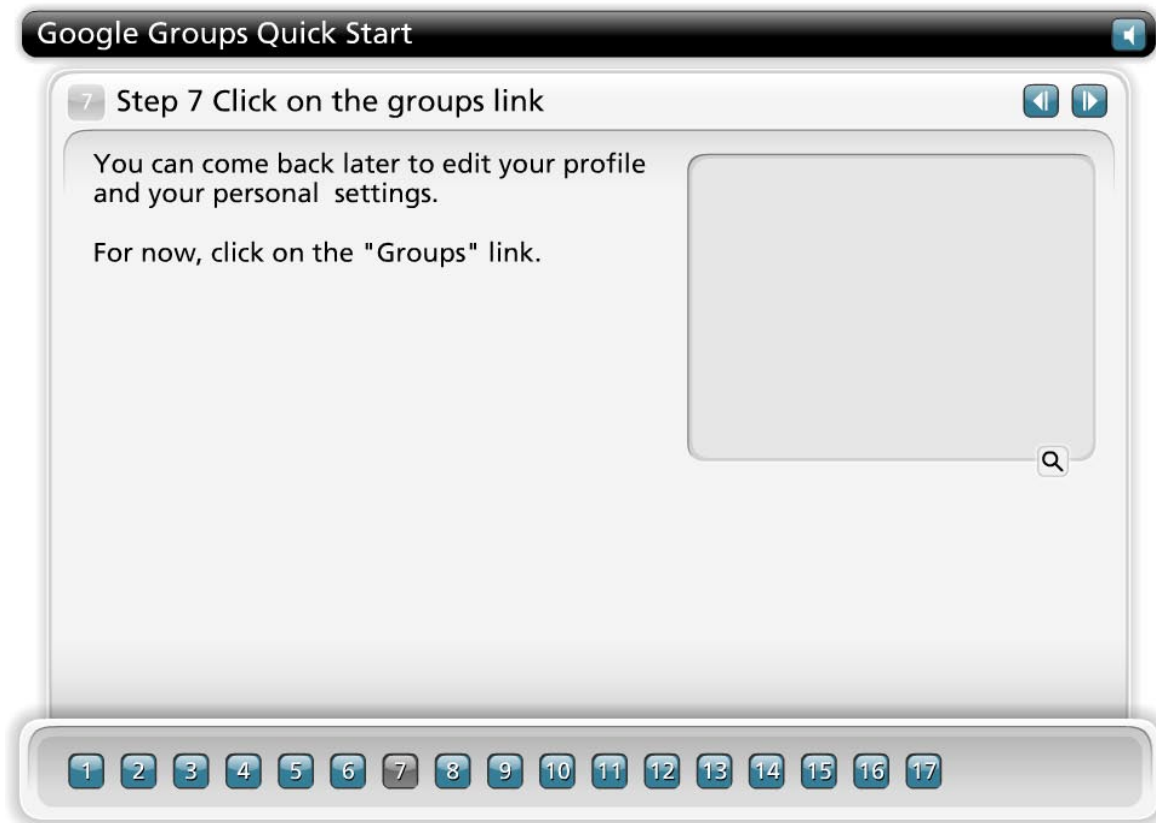 Google Groups Quick Start
7 Step 7 Click on the groups link
You can come back later to edit your profile
and your personal settings.
For now, click on the "Groups" link.
1 2 3 4 5 6 7 8 9 10 11 12 13 14 15 16 17